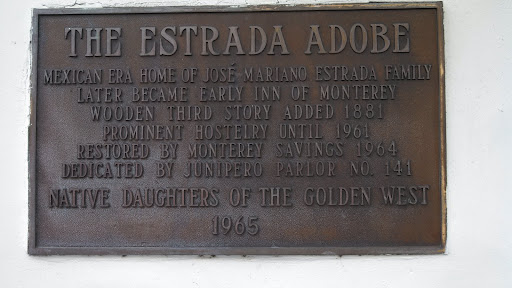 THE ESTRADA ADOBE
MEXICAN ERA HOME OF JOSÉ MARIANO ESTRADA FAMILY
LATER BECAME EARLY INN OF MONTEREY
WOODEN THIRD STORY ADDED 1881
PROMINENT HOSTELRY UNTIL 1961
RESTORED BY MONTEREY SAVINGS 1964
DEDICATED BY JUNIPERO PARLOR NO. 141
NATIVE DAUGHTERS OF THE GOLDEN WEST
1965